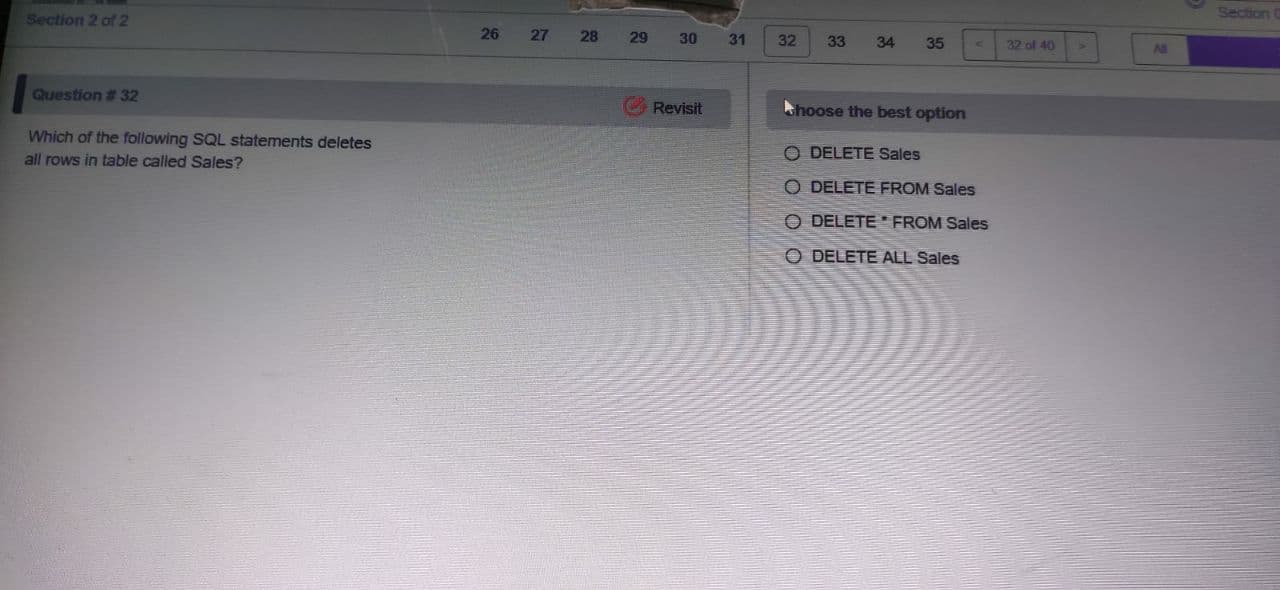 Section 2 of 2
26 27 28 29 30 31 32 33 34 35 < 32 of 40 > All
Section
Question # 32
Revisit
Which of the following SQL statements deletes
all rows in table called Sales?
Choose the best option
DELETE Sales
DELETE FROM Sales
DELETE * FROM Sales
DELETE ALL Sales